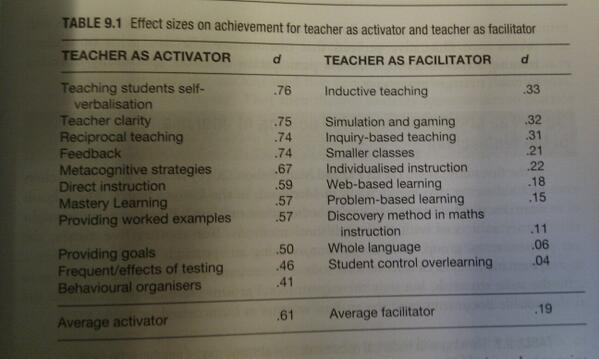 TABLE 9.1 Effect sizes on achievement for teacher as activator and teacher as facilitator
TEACHER AS ACTIVATOR d TEACHER AS FACILITATOR d
Teaching students self- .76 Inductive teaching .33
verbalisation
Teacher clarity .75 Simulation and gaming .32
Reciprocal teaching .74 Inquiry-based teaching .31
Feedback .74 Smaller classes .21
Metacognitive strategies .67 Individualised instruction .22
Direct instruction .59 Web-based learning .18
Mastery Learning .57 Problem-based learning .15
Providing worked examples .57 Discovery method in maths
instruction .11
Providing goals .50 Whole language .06
Frequent/effects of testing .46 Student control overlearning .04
Behavioural organisers .41
Average activator .61 Average facilitator .19